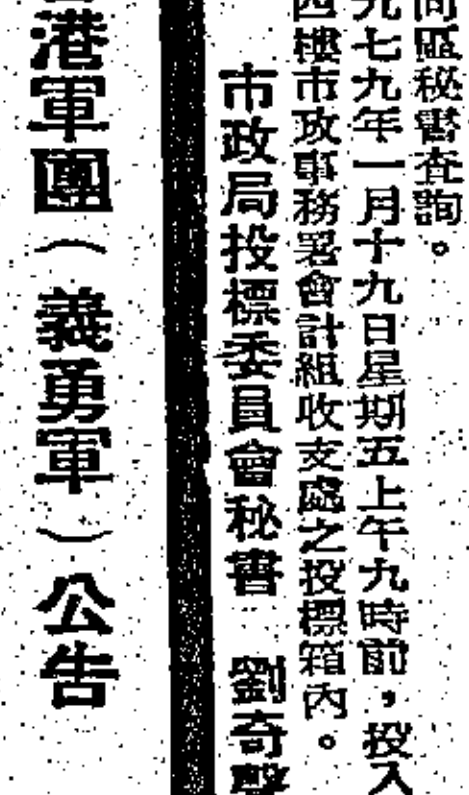 向區秘書查詢。
九七九年一月十九日星期五上午九時前，投入
四樓市政事務署會計組收支處之投標箱內。
市政局投標委員會秘書　劉奇聲
港軍團（義勇軍）公告